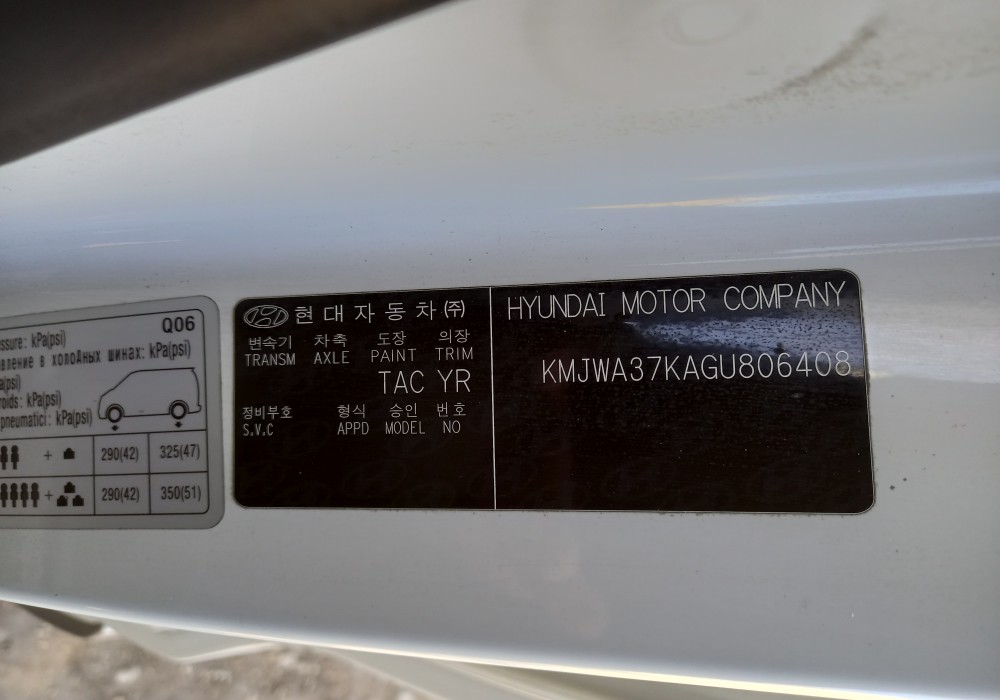 Q06
ssure: kPa(psi)
вление в холодных шинах: kPa(psi)
a(psi)
roids: kPa(psi)
pneumatici: kPa(psi)
+ 290(42) 325(47)
+ 290(42) 350(51)
현대자동차(주)
변속기 차축 도장 의장
TRANSM AXLE PAINT TRIM
TAC YR
정비부호 형식 승인 번호
S.V.C APPD MODEL NO
HYUNDAI MOTOR COMPANY
KMJWA37KAGU806408